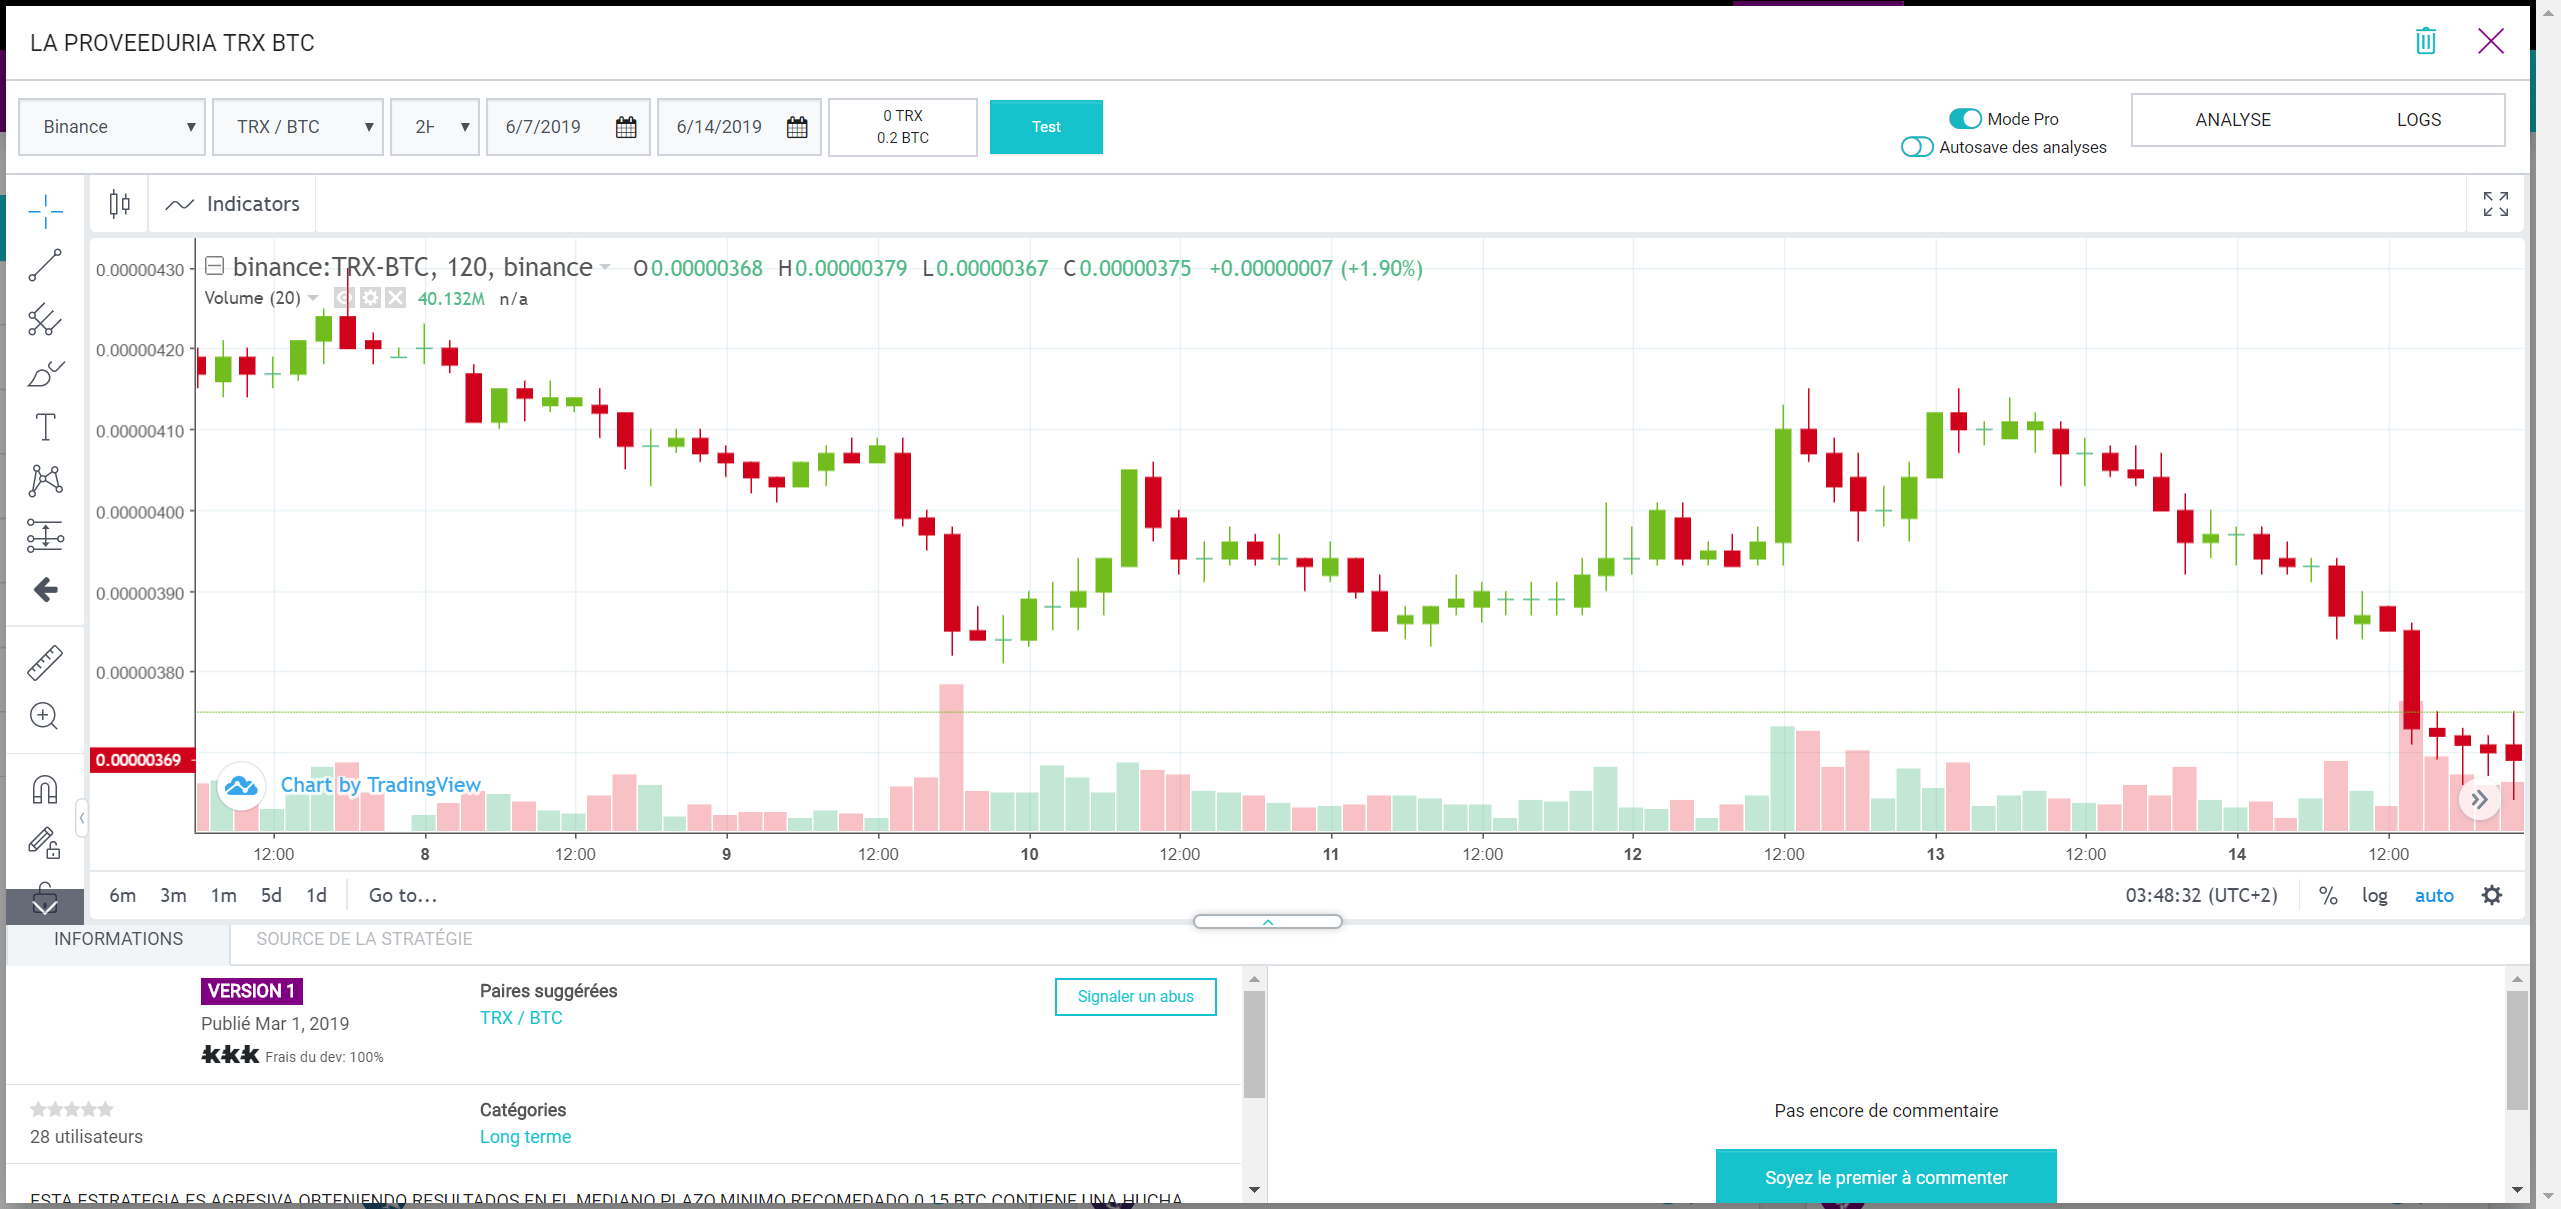 LA PROVEEDURIA TRX BTC
Binance
TRX / BTC
6/7/2019
6/14/2019
0 TRX
0.2 BTC
Test
Mode Pro
Autosave des analyses
ANALYSE
LOGS
Indicators
binance:TRX-BTC, 120, binance O0.00000368 H0.00000379 L0.00000367 C0.00000375 +0.00000007 (+1.90%)
Volume (20) 40.132M n/a
0.00000430
0.00000420
0.00000410
0.00000400
0.00000390
0.00000380
0.00000369
Chart by TradingView
12:00 8 12:00 9 12:00 10 12:00 11 12:00 12 12:00 13 12:00 14 12:00
6m 3m 1m 5d 1d Go to...
03:48:32 (UTC+2) % log auto
INFORMATIONS
SOURCE DE LA STRATÉGIE
VERSION 1
Publié Mar 1, 2019
Frais du dev: 100%
Paires suggérées
TRX / BTC
Signaler un abus
28 utilisateurs
Catégories
Long terme
ESTA ESTRATEGIA ES AGRESIVA OBTENIENDO RESULTADOS EN EL MEDIANO PLAZO MINIMO RECOMEDADO 0.15 BTC CONTIENE UNA HUCHA
Pas encore de commentaire
Soyez le premier à commenter